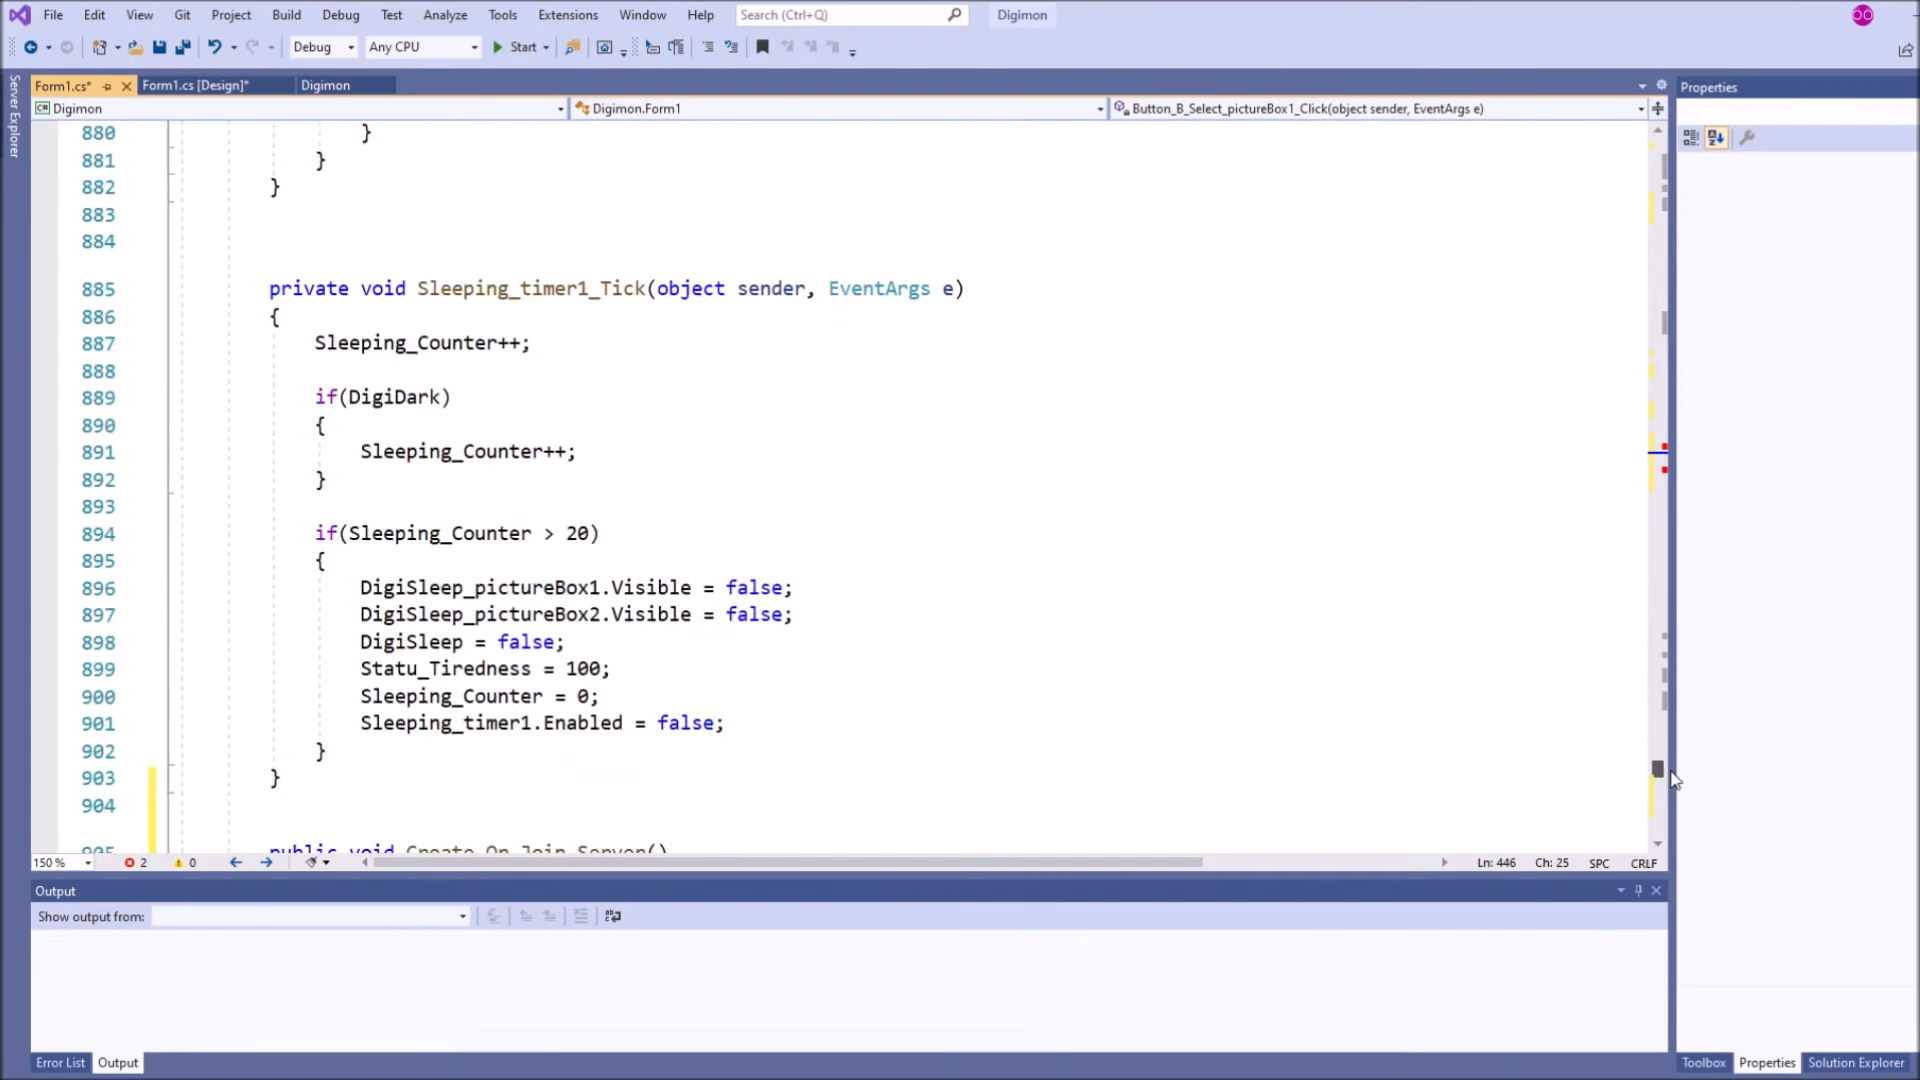 File Edit View Git Project Build Debug Test Analyze Tools Extensions Window Help Search (Ctrl+Q) Digimon
Debug Any CPU Start
Form1.cs* Form1.cs [Design]* Digimon Properties
Digimon Digimon.Form1 Button_B_Select_pictureBox1_Click(object sender, EventArgs e)
Server Explorer
880 }
881 }
882 }
883
884
885 private void Sleeping_timer1_Tick(object sender, EventArgs e)
886 {
887 Sleeping_Counter++;
888
889 if(DigiDark)
890 {
891 Sleeping_Counter++;
892 }
893
894 if(Sleeping_Counter > 20)
895 {
896 DigiSleep_pictureBox1.Visible = false;
897 DigiSleep_pictureBox2.Visible = false;
898 DigiSleep = false;
899 Statu_Tiredness = 100;
900 Sleeping_Counter = 0;
901 Sleeping_timer1.Enabled = false;
902 }
903 }
904
905 public void Create_On_Join_Server()
150 % 2 0 Ln: 446 Ch: 25 SPC CRLF
Output
Show output from:
Error List Output Toolbox Properties Solution Explorer